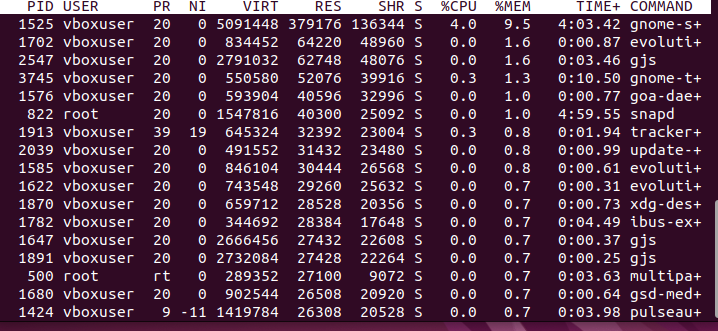 PID USER PR NI VIRT RES SHR S %CPU %MEM TIME+ COMMAND
1525 vboxuser 20 0 5091448 379176 136344 S 4.0 9.5 4:03.42 gnome-s+
1702 vboxuser 20 0 834452 64220 48960 S 0.0 1.6 0:00.87 evoluti+
2547 vboxuser 20 0 2791032 62748 48076 S 0.0 1.6 0:03.46 gjs
3745 vboxuser 20 0 550580 52076 39916 S 0.3 1.3 0:10.50 gnome-t+
1576 vboxuser 20 0 593904 40596 32996 S 0.0 1.0 0:00.77 goa-dae+
822 root 20 0 1547816 40300 25092 S 0.0 1.0 4:59.55 snapd
1913 vboxuser 39 19 645324 32392 23004 S 0.3 0.8 0:01.94 tracker+
2039 vboxuser 20 0 491552 31432 23480 S 0.0 0.8 0:00.99 update-+
1585 vboxuser 20 0 846104 30444 26568 S 0.0 0.8 0:00.61 evoluti+
1622 vboxuser 20 0 743548 29260 25632 S 0.0 0.7 0:00.31 evoluti+
1870 vboxuser 20 0 659712 28528 20356 S 0.0 0.7 0:00.73 xdg-des+
1782 vboxuser 20 0 344692 28384 17648 S 0.0 0.7 0:04.49 ibus-ex+
1647 vboxuser 20 0 2666456 27432 22608 S 0.0 0.7 0:00.37 gjs
1891 vboxuser 20 0 2732084 27428 22264 S 0.0 0.7 0:00.25 gjs
500 root rt 0 289352 27100 9072 S 0.0 0.7 0:03.63 multipa+
1680 vboxuser 20 0 902544 26508 20920 S 0.0 0.7 0:00.64 gsd-med+
1424 vboxuser 9 -11 1419784 26308 20528 S 0.0 0.7 0:03.98 pulseau+